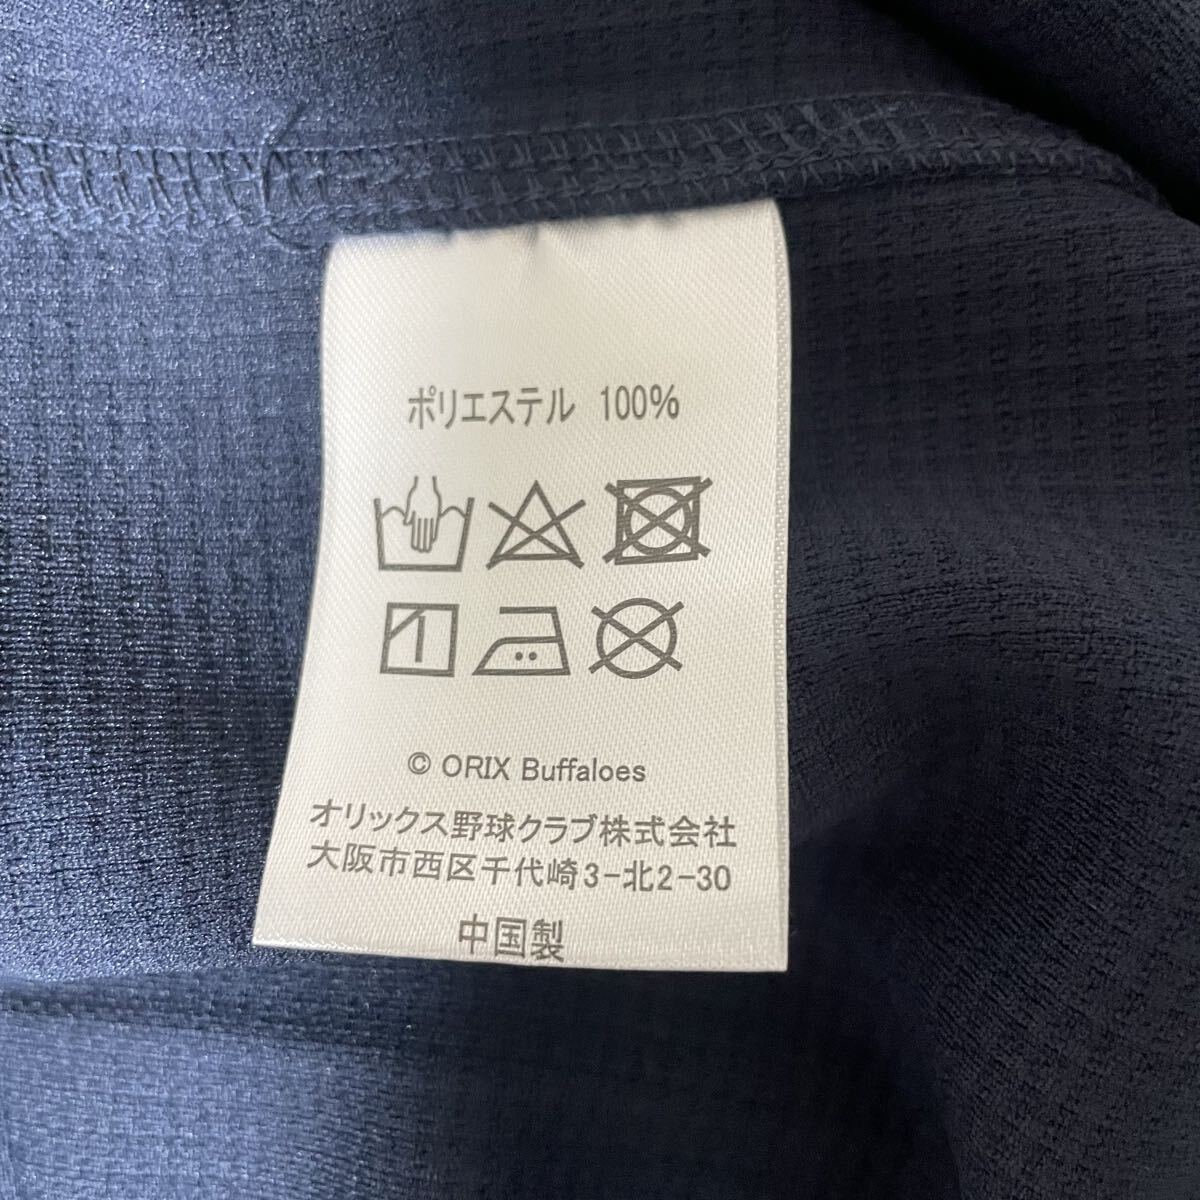 ポリエステル 100%
© ORIX Buffaloes
オリックス野球クラブ株式会社
大阪市西区千代崎3-北2-30
中国製